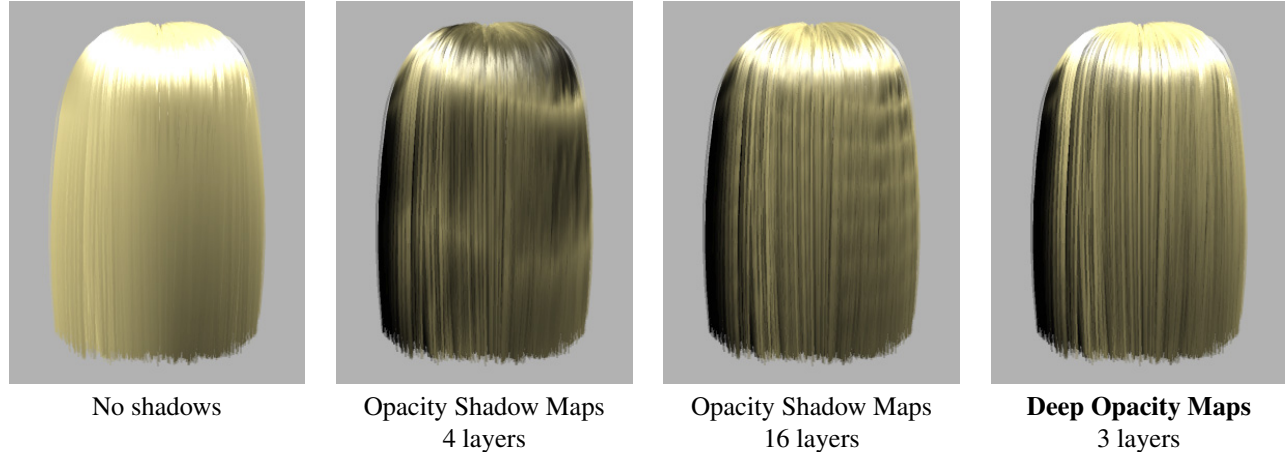 No shadows
Opacity Shadow Maps
4 layers
Opacity Shadow Maps
16 layers
Deep Opacity Maps
3 layers